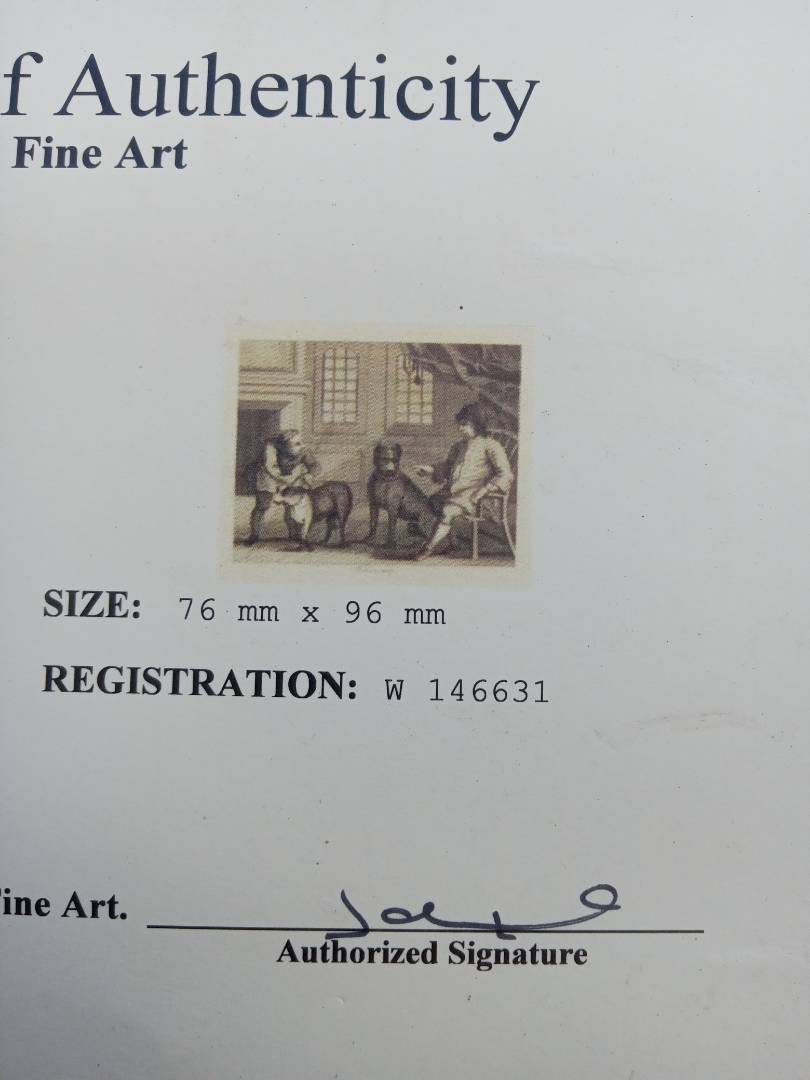 f Authenticity
Fine Art
SIZE: 76 mm x 96 mm
REGISTRATION: W 146631
ine Art.
Authorized Signature